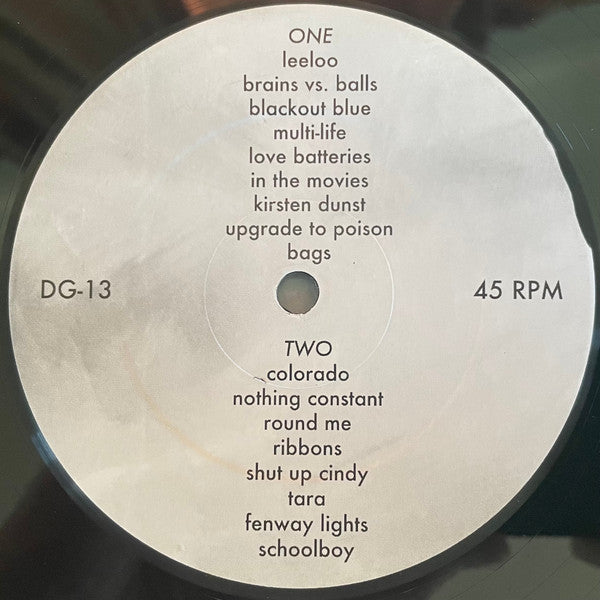 ONE
leeloo
brains vs. balls
blackout blue
multi-life
love batteries
in the movies
kirsten dunst
upgrade to poison
bags
DG-13
45 RPM
TWO
colorado
nothing constant
round me
ribbons
shut up cindy
tara
fenway lights
schoolboy